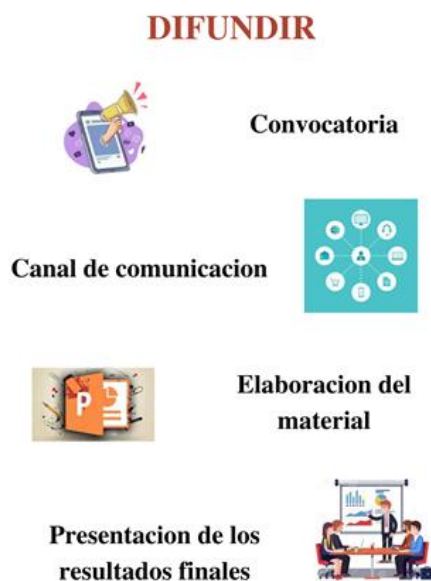 DIFUNDIR
Convocatoria
Canal de comunicacion
P
Elaboracion del
material
Presentacion de los
resultados finales